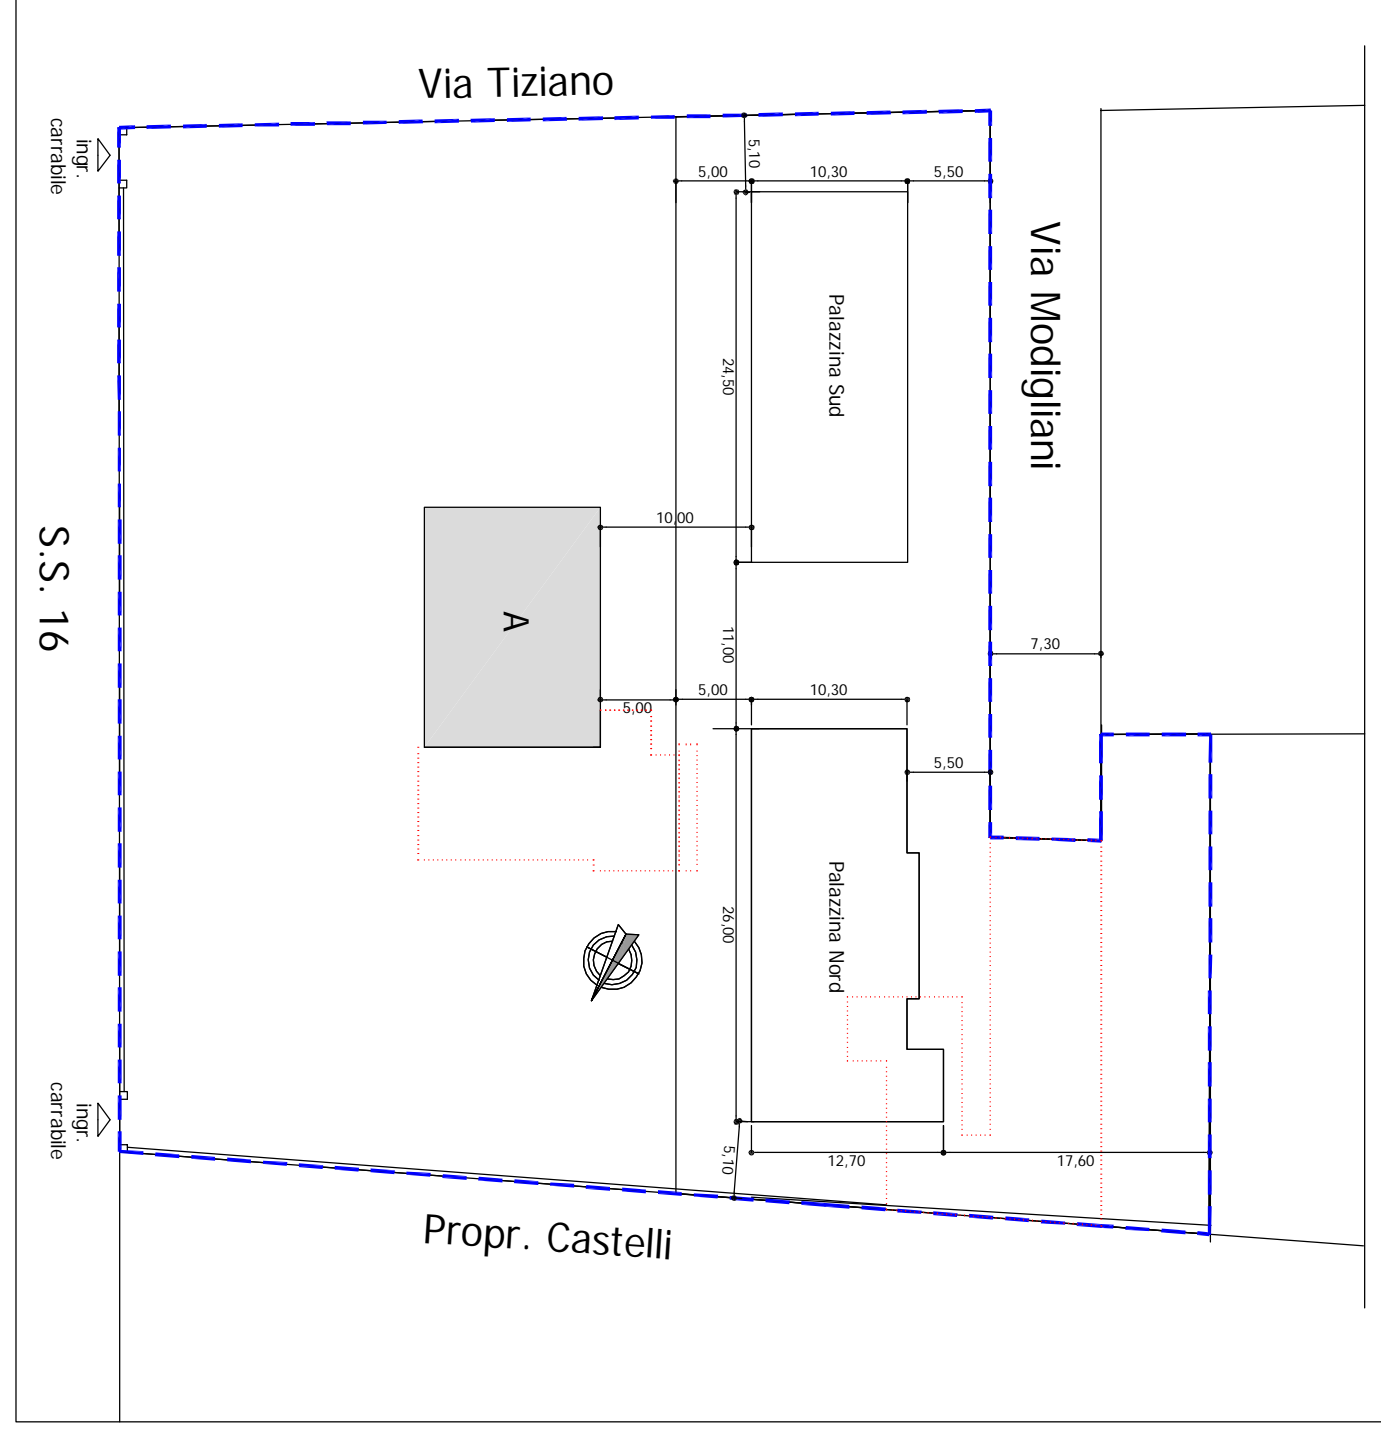 Via Tiziano
ingr.
carrabile
5,10
5,00
10,30
5,50
Via Modigliani
Palazzina Sud
24,50
10,00
S.S. 16
A
11,00
7,30
5,00
10,30
5,00
5,50
Palazzina Nord
26,00
ingr.
carrabile
5,10
12,70
17,60
Propr. Castelli